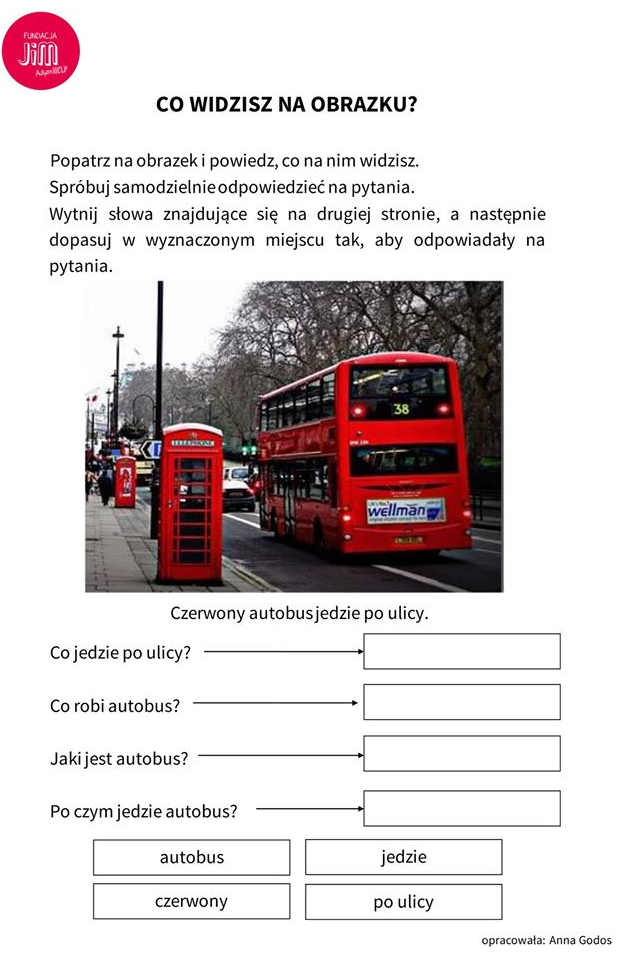 FUNDACJA
JiM
CO WIDZISZ NA OBRAZKU?
Popatrz na obrazek i powiedz, co na nim widzisz.
Spróbuj samodzielnie odpowiedzieć na pytania.
Wytnij słowa znajdujące się na drugiej stronie, a następnie
dopasuj w wyznaczonym miejscu tak, aby odpowiadały na
pytania.
38
TELEPHONE
wellman
Czerwony autobus jedzie po ulicy.
Co jedzie po ulicy?
Co robi autobus?
Jaki jest autobus?
Po czym jedzie autobus?
autobus
jedzie
czerwony
po ulicy
opracowała: Anna Godos